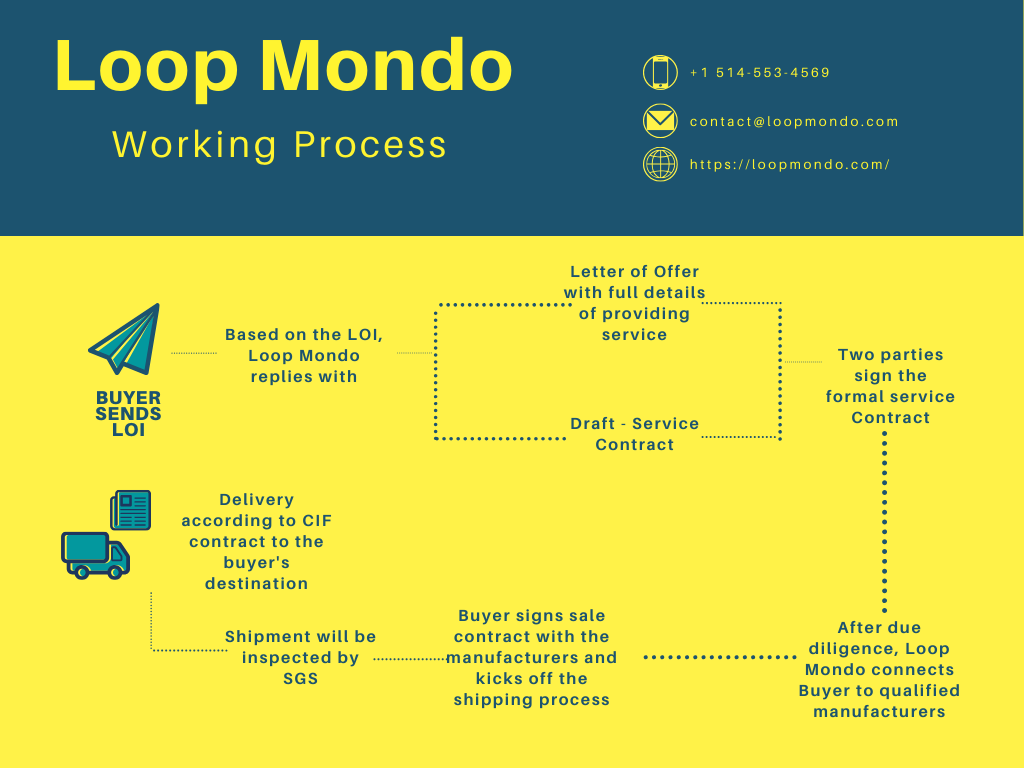 Loop Mondo
Working Process
+1 514-553-4569
contact@loopmondo.com
https://loopmondo.com/
BUYER
SENDS
LOI
Based on the LOI,
Loop Mondo
replies with
Letter of Offer
with full details
of providing
service
Draft - Service
Contract
Two parties
sign the
formal service
Contract
After due
diligence, Loop
Mondo connects
Buyer to qualified
manufacturers
Buyer signs sale
contract with the
manufacturers and
kicks off the
shipping process
Shipment will be
inspected by
SGS
Delivery
according to CIF
contract to the
buyer's
destination